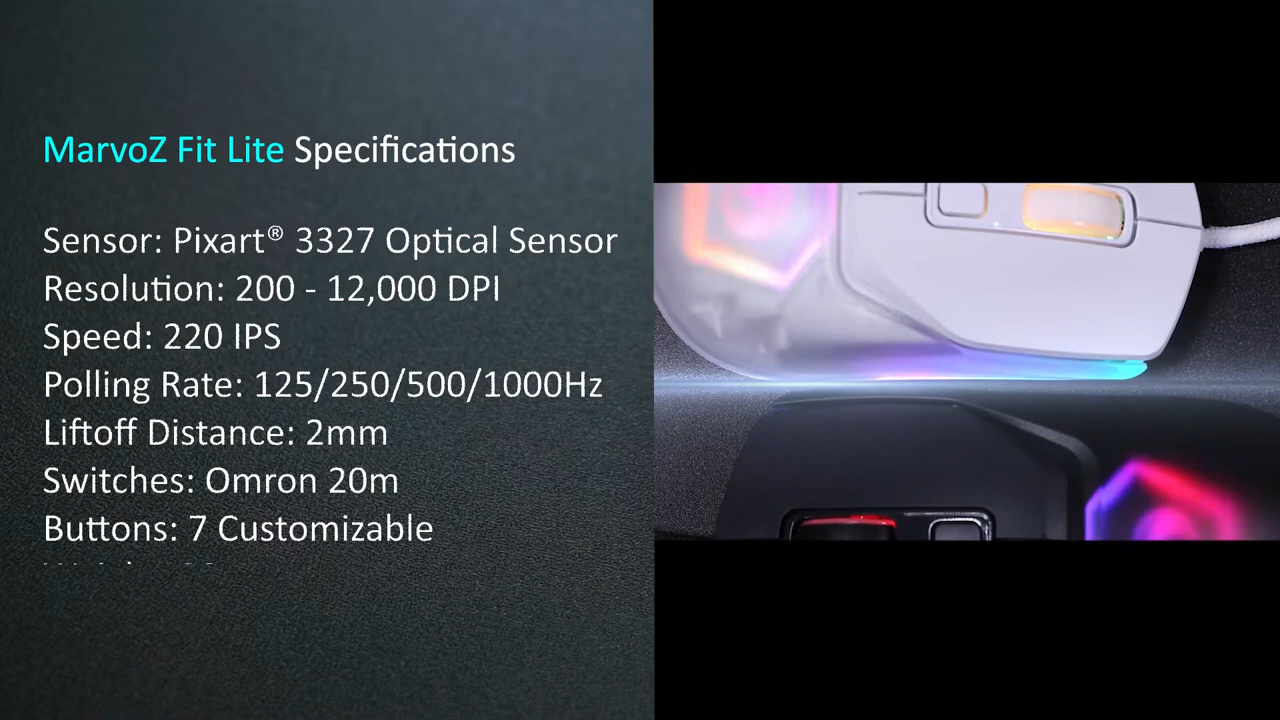 MarvoZ Fit Lite Specifications
Sensor: Pixart® 3327 Optical Sensor
Resolution: 200 - 12,000 DPI
Speed: 220 IPS
Polling Rate: 125/250/500/1000Hz
Liftoff Distance: 2mm
Switches: Omron 20m
Buttons: 7 Customizable